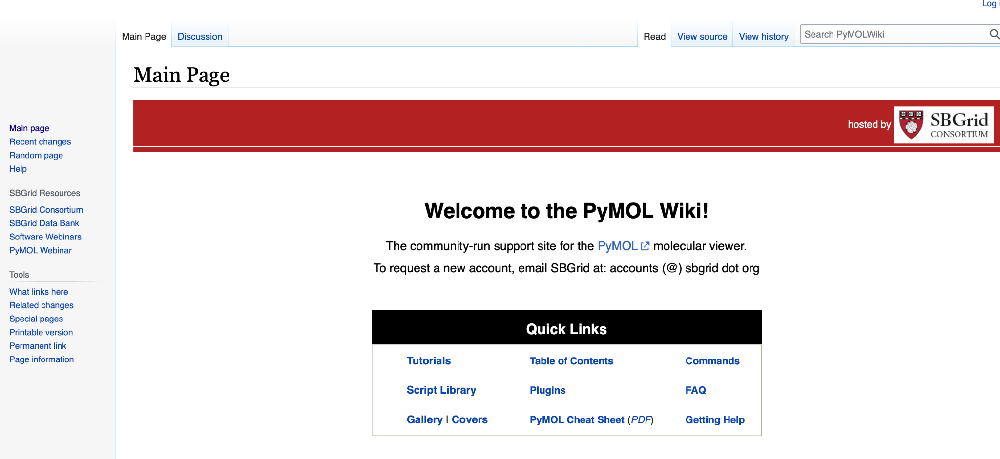 Log
Main Page Discussion Read View source View history Search PyMOLWiki
Main Page
hosted by SBGrid CONSORTIUM
Main page
Recent changes
Random page
Help
SBGrid Resources
SBGrid Consortium
SBGrid Data Bank
Software Webinars
PyMOL Webinar
Tools
What links here
Related changes
Special pages
Printable version
Permanent link
Page information
Welcome to the PyMOL Wiki!
The community-run support site for the PyMOL molecular viewer.
To request a new account, email SBGrid at: accounts (@) sbgrid dot org
Quick Links
Tutorials Table of Contents Commands
Script Library Plugins FAQ
Gallery | Covers PyMOL Cheat Sheet (PDF) Getting Help